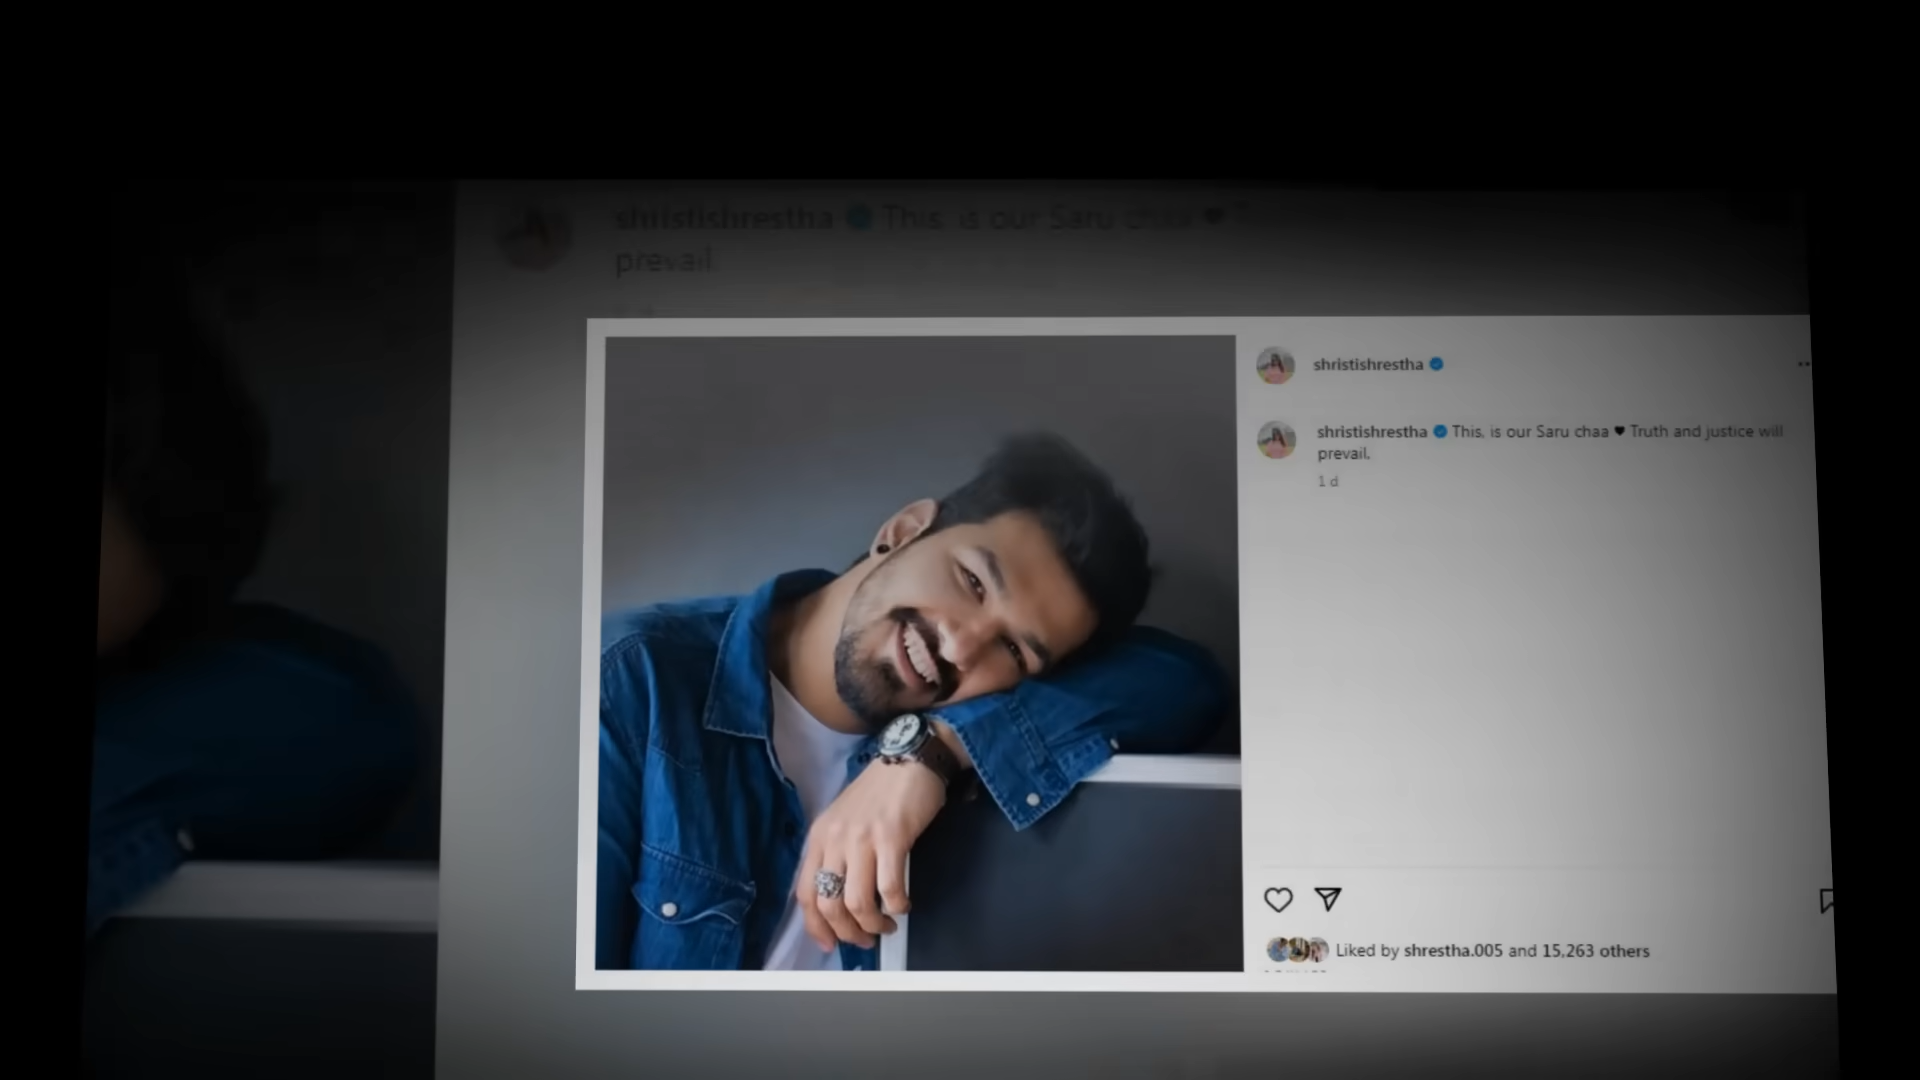 shristishrestha This, is our Saru chaa ♥
prevail
shristishrestha
shristishrestha This, is our Saru chaa ♥ Truth and justice will
prevail.
1 d
Liked by shrestha.005 and 15,263 others